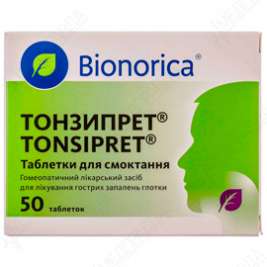 Bionorica®
ТОНЗИПРЕТ®
TONSIPRET®
Таблетки для смоктання
Гомеопатичний лікарський засіб
для лікування гострих запалень глотки
50 таблеток